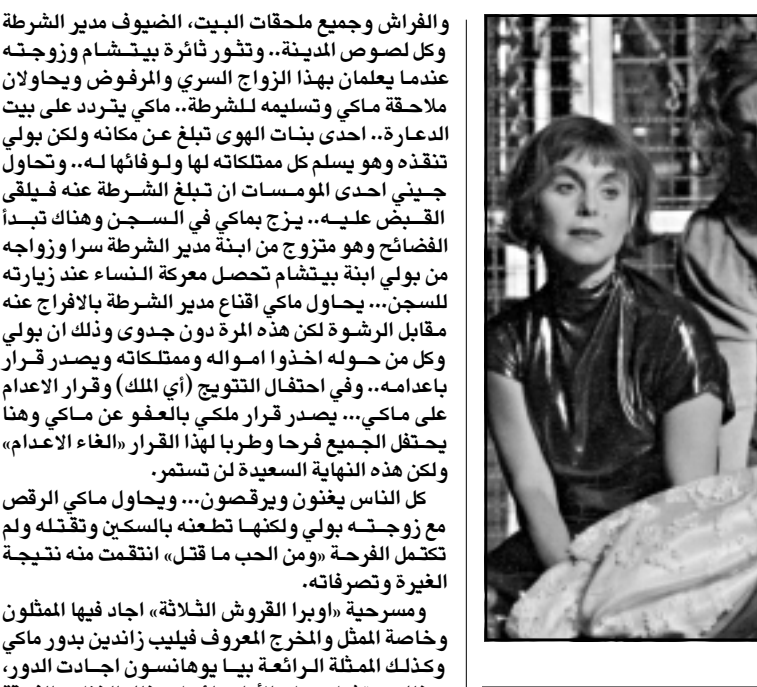 والفراش وجميع ملحقات البيت، الضيوف مدير الشرطة
وكل لصوص المدينة.. وتثور ثائرة بيتشام وزوجته
عندما يعلمان بهذا الزواج السري والمرفوض ويحاولان
ملاحقة ماكي وتسليمه للشرطة.. ماكي يتردد على بيت
الدعارة.. احدى بنات الهوى تبلغ عن مكانه ولكن بولي
تنقذه وهو يسلم كل ممتلكاته لها ولوفائها له.. وتحاول
جيني احدى المومسات ان تبلغ الشرطة عنه فيلقى
القبض عليه.. يزج بماكي في السجن وهناك تبدأ
الفضائح وهو متزوج من ابنة مدير الشرطة سرا وزواجه
من بولي ابنة بيتشام تحصل معركة النساء عند زيارته
للسجن... يحاول ماكي اقناع مدير الشرطة بالافراج عنه
مقابل الرشوة لكن هذه المرة دون جدوى وذلك ان بولي
وكل من حوله اخذوا امواله وممتلكاته ويصدر قرار
باعدامه.. وفي احتفال التتويج (أي الملك) وقرار الاعدام
على ماكي... يصدر قرار ملكي بالعفو عن ماكي وهنا
يحتفل الجميع فرحا وطربا لهذا القرار «الغاء الاعدام»
ولكن هذه النهاية السعيدة لن تستمر.
كل الناس يغنون ويرقصون... ويحاول ماكي الرقص
مع زوجته بولي ولكنها تطعنه بالسكين وتقتله ولم
تكتمل الفرحة «ومن الحب ما قتل» انتقمت منه نتيجة
الغيرة وتصرفاته.
ومسرحية «اوبرا القروش الثلاثة» اجاد فيها الممثلون
وخاصة الممثل والمخرج المعروف فيليب زاندين بدور ماكي
وكذلك الممثلة الرائعة بيا يوهانسون اجادت الدور،